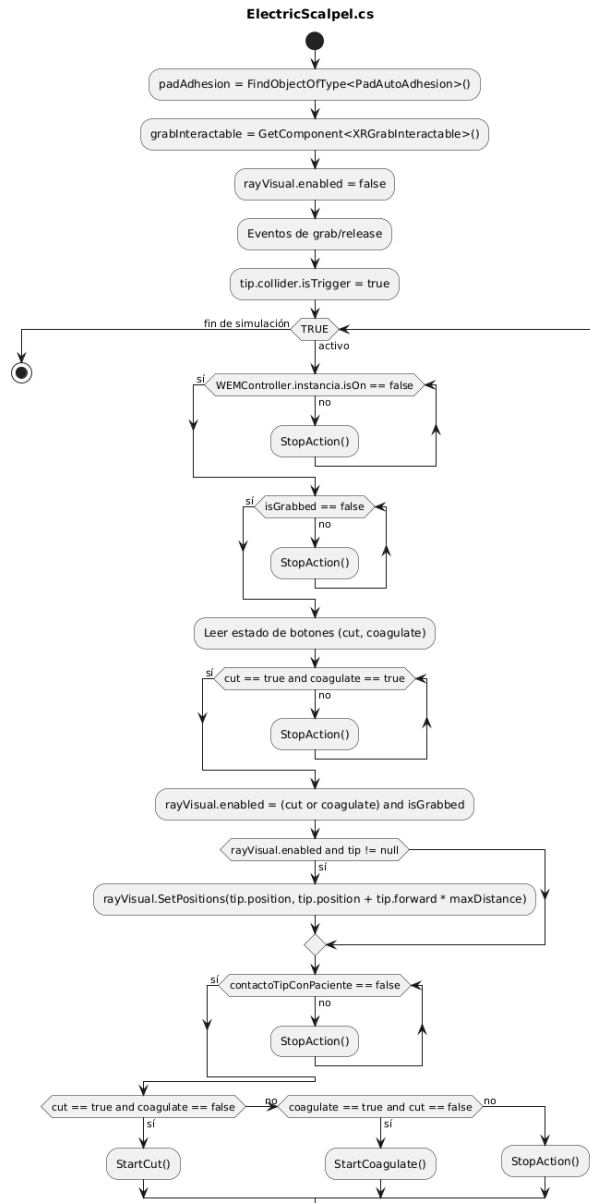 ElectricScalpel.cs
padAdhesion = FindObjectOfType<PadAutoAdhesion>()
grabInteractable = GetComponent<XRGrabInteractable>()
rayVisual.enabled = false
Eventos de grab/release
tip.collider.isTrigger = true
fin de simulación
TRUE
activo
sí
WEMController.instancia.isOn == false
no
StopAction()
sí
isGrabbed == false
no
StopAction()
Leer estado de botones (cut, coagulate)
sí
cut == true and coagulate == true
no
StopAction()
rayVisual.enabled = (cut or coagulate) and isGrabbed
rayVisual.enabled and tip != null
sí
rayVisual.SetPositions(tip.position, tip.position + tip.forward * maxDistance)
sí
contactoTipConPaciente == false
no
StopAction()
cut == true and coagulate == false
no
coagulate == true and cut == false
no
sí
sí
StartCut()
StartCoagulate()
StopAction()